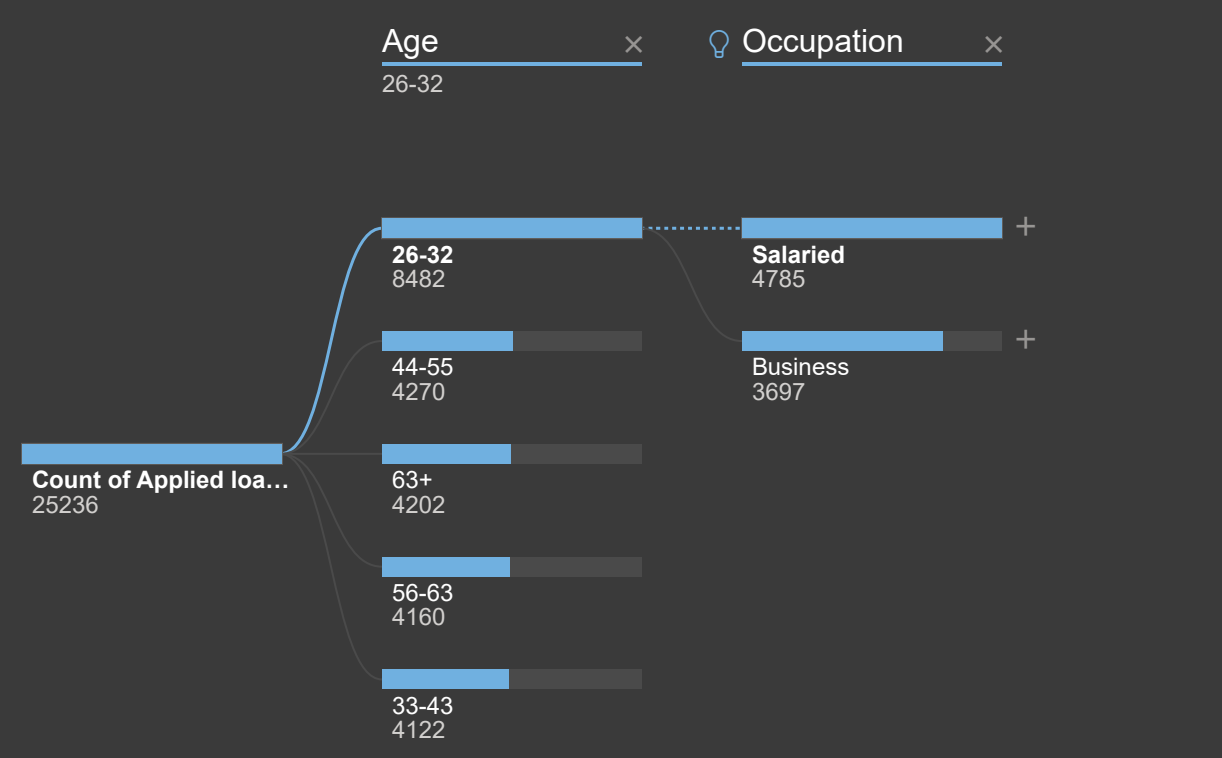 Age
Occupation
26-32
26-32
8482
Salaried
4785
44-55
4270
Business
3697
63+
4202
Count of Applied loa...
25236
56-63
4160
33-43
4122